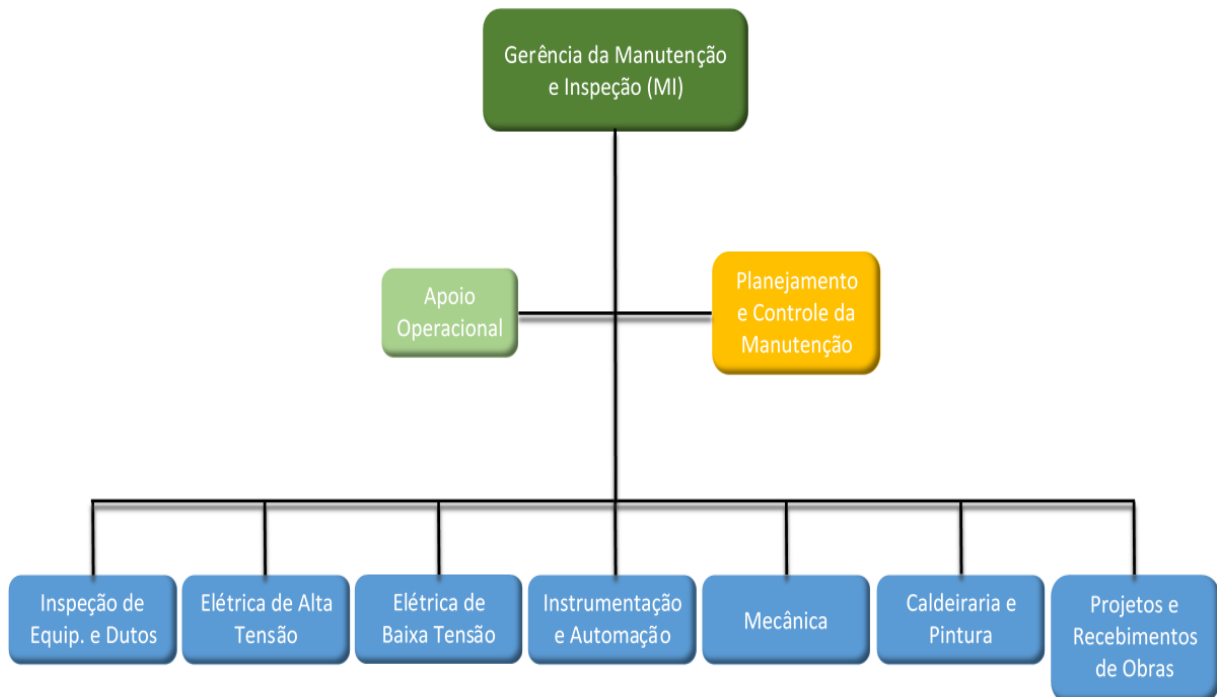 Gerência da Manutenção
e Inspeção (MI)
Apoio
Operacional
Planejamento
e Controle da
Manutenção
Inspeção de
Equip. e Dutos
Elétrica de Alta
Tensão
Elétrica de
Baixa Tensão
Instrumentação
e Automação
Mecânica
Caldeiraria e
Pintura
Projetos e
Recebimentos
de Obras